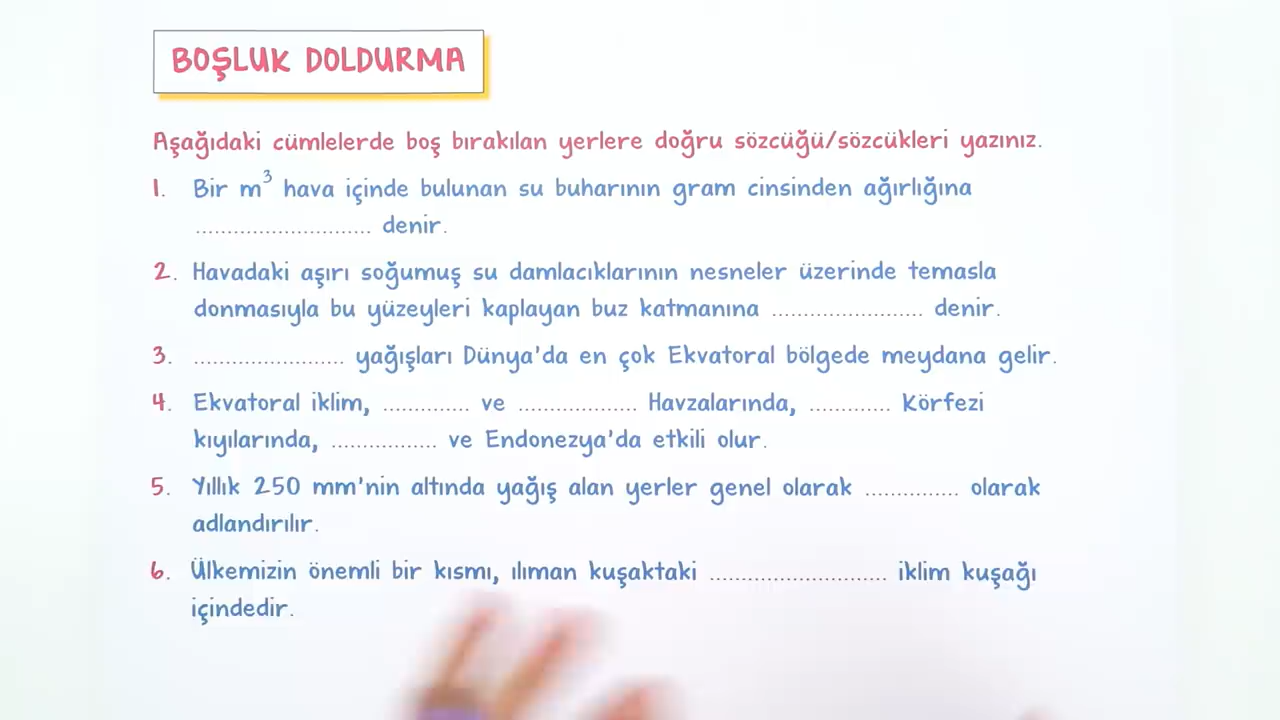 BOŞLUK DOLDURMA
Aşağıdaki cümlelerde boş bırakılan yerlere doğru sözcüğü/sözcükleri yazınız.
1. Bir m³ hava içinde bulunan su buharının gram cinsinden ağırlığına
............................ denir.
2. Havadaki aşırı soğumuş su damlacıklarının nesneler üzerinde temasla
donmasıyla bu yüzeyleri kaplayan buz katmanına ........................ denir.
3. ........................ yağışları Dünya'da en çok Ekvatoral bölgede meydana gelir.
4. Ekvatoral iklim, .............. ve ................... Havzalarında, ............. Körfezi
kıyılarında, ................. ve Endonezya'da etkili olur.
5. Yıllık 250 mm'nin altında yağış alan yerler genel olarak ............... olarak
adlandırılır.
6. Ülkemizin önemli bir kısmı, ılıman kuşaktaki ............................ iklim kuşağı
içindedir.